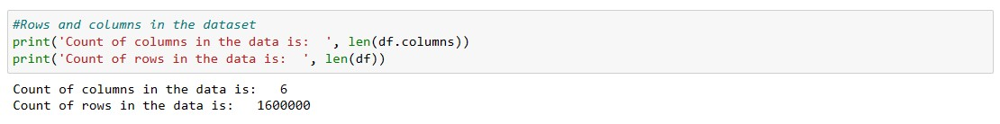 #Rows and columns in the dataset
print('Count of columns in the data is:  ', len(df.columns))
print('Count of rows in the data is:  ', len(df))
Count of columns in the data is:   6
Count of rows in the data is:   1600000